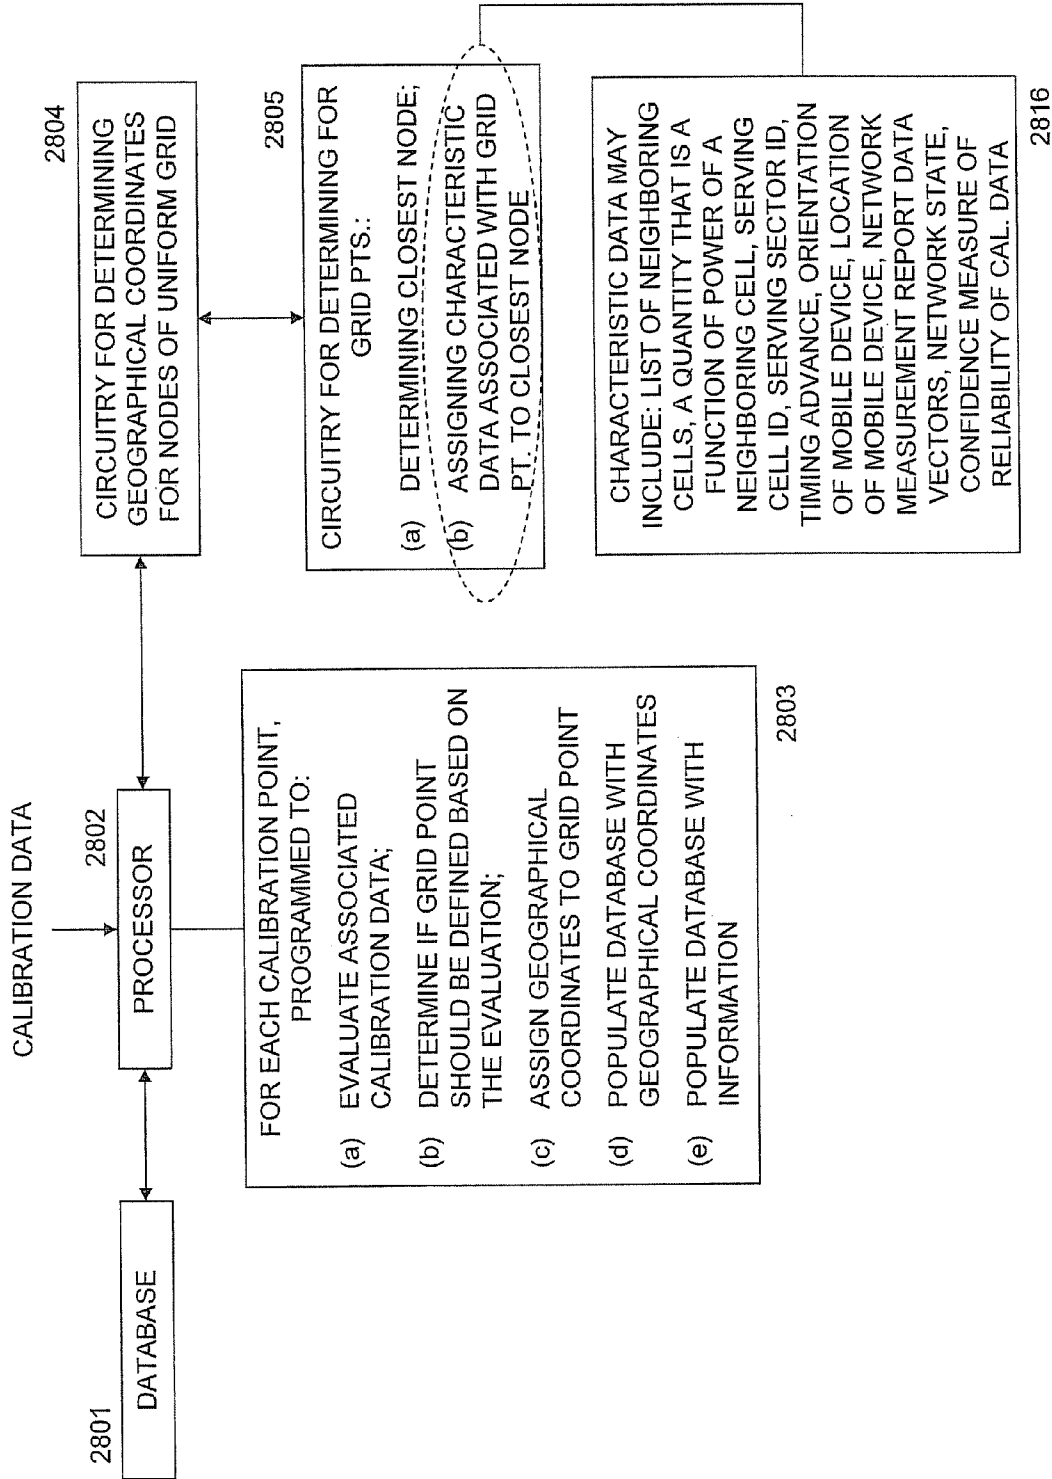 CALIBRATION DATA
2801
DATABASE
2802
PROCESSOR
2804
CIRCUITRY FOR DETERMINING
GEOGRAPHICAL COORDINATES
FOR NODES OF UNIFORM GRID
FOR EACH CALIBRATION POINT,
PROGRAMMED TO:
(a) EVALUATE ASSOCIATED
CALIBRATION DATA;
(b) DETERMINE IF GRID POINT
SHOULD BE DEFINED BASED ON
THE EVALUATION;
(c) ASSIGN GEOGRAPHICAL
COORDINATES TO GRID POINT
(d) POPULATE DATABASE WITH
GEOGRAPHICAL COORDINATES
(e) POPULATE DATABASE WITH
INFORMATION
2803
2805
CIRCUITRY FOR DETERMINING FOR
GRID PTS.:
(a) DETERMINING CLOSEST NODE;
(b) ASSIGNING CHARACTERISTIC
DATA ASSOCIATED WITH GRID
PT. TO CLOSEST NODE
CHARACTERISTIC DATA MAY
INCLUDE: LIST OF NEIGHBORING
CELLS, A QUANTITY THAT IS A
FUNCTION OF POWER OF A
NEIGHBORING CELL, SERVING
CELL ID, SERVING SECTOR ID,
TIMING ADVANCE, ORIENTATION
OF MOBILE DEVICE, LOCATION
OF MOBILE DEVICE, NETWORK
MEASUREMENT REPORT DATA
VECTORS, NETWORK STATE,
CONFIDENCE MEASURE OF
RELIABILITY OF CAL. DATA
2816